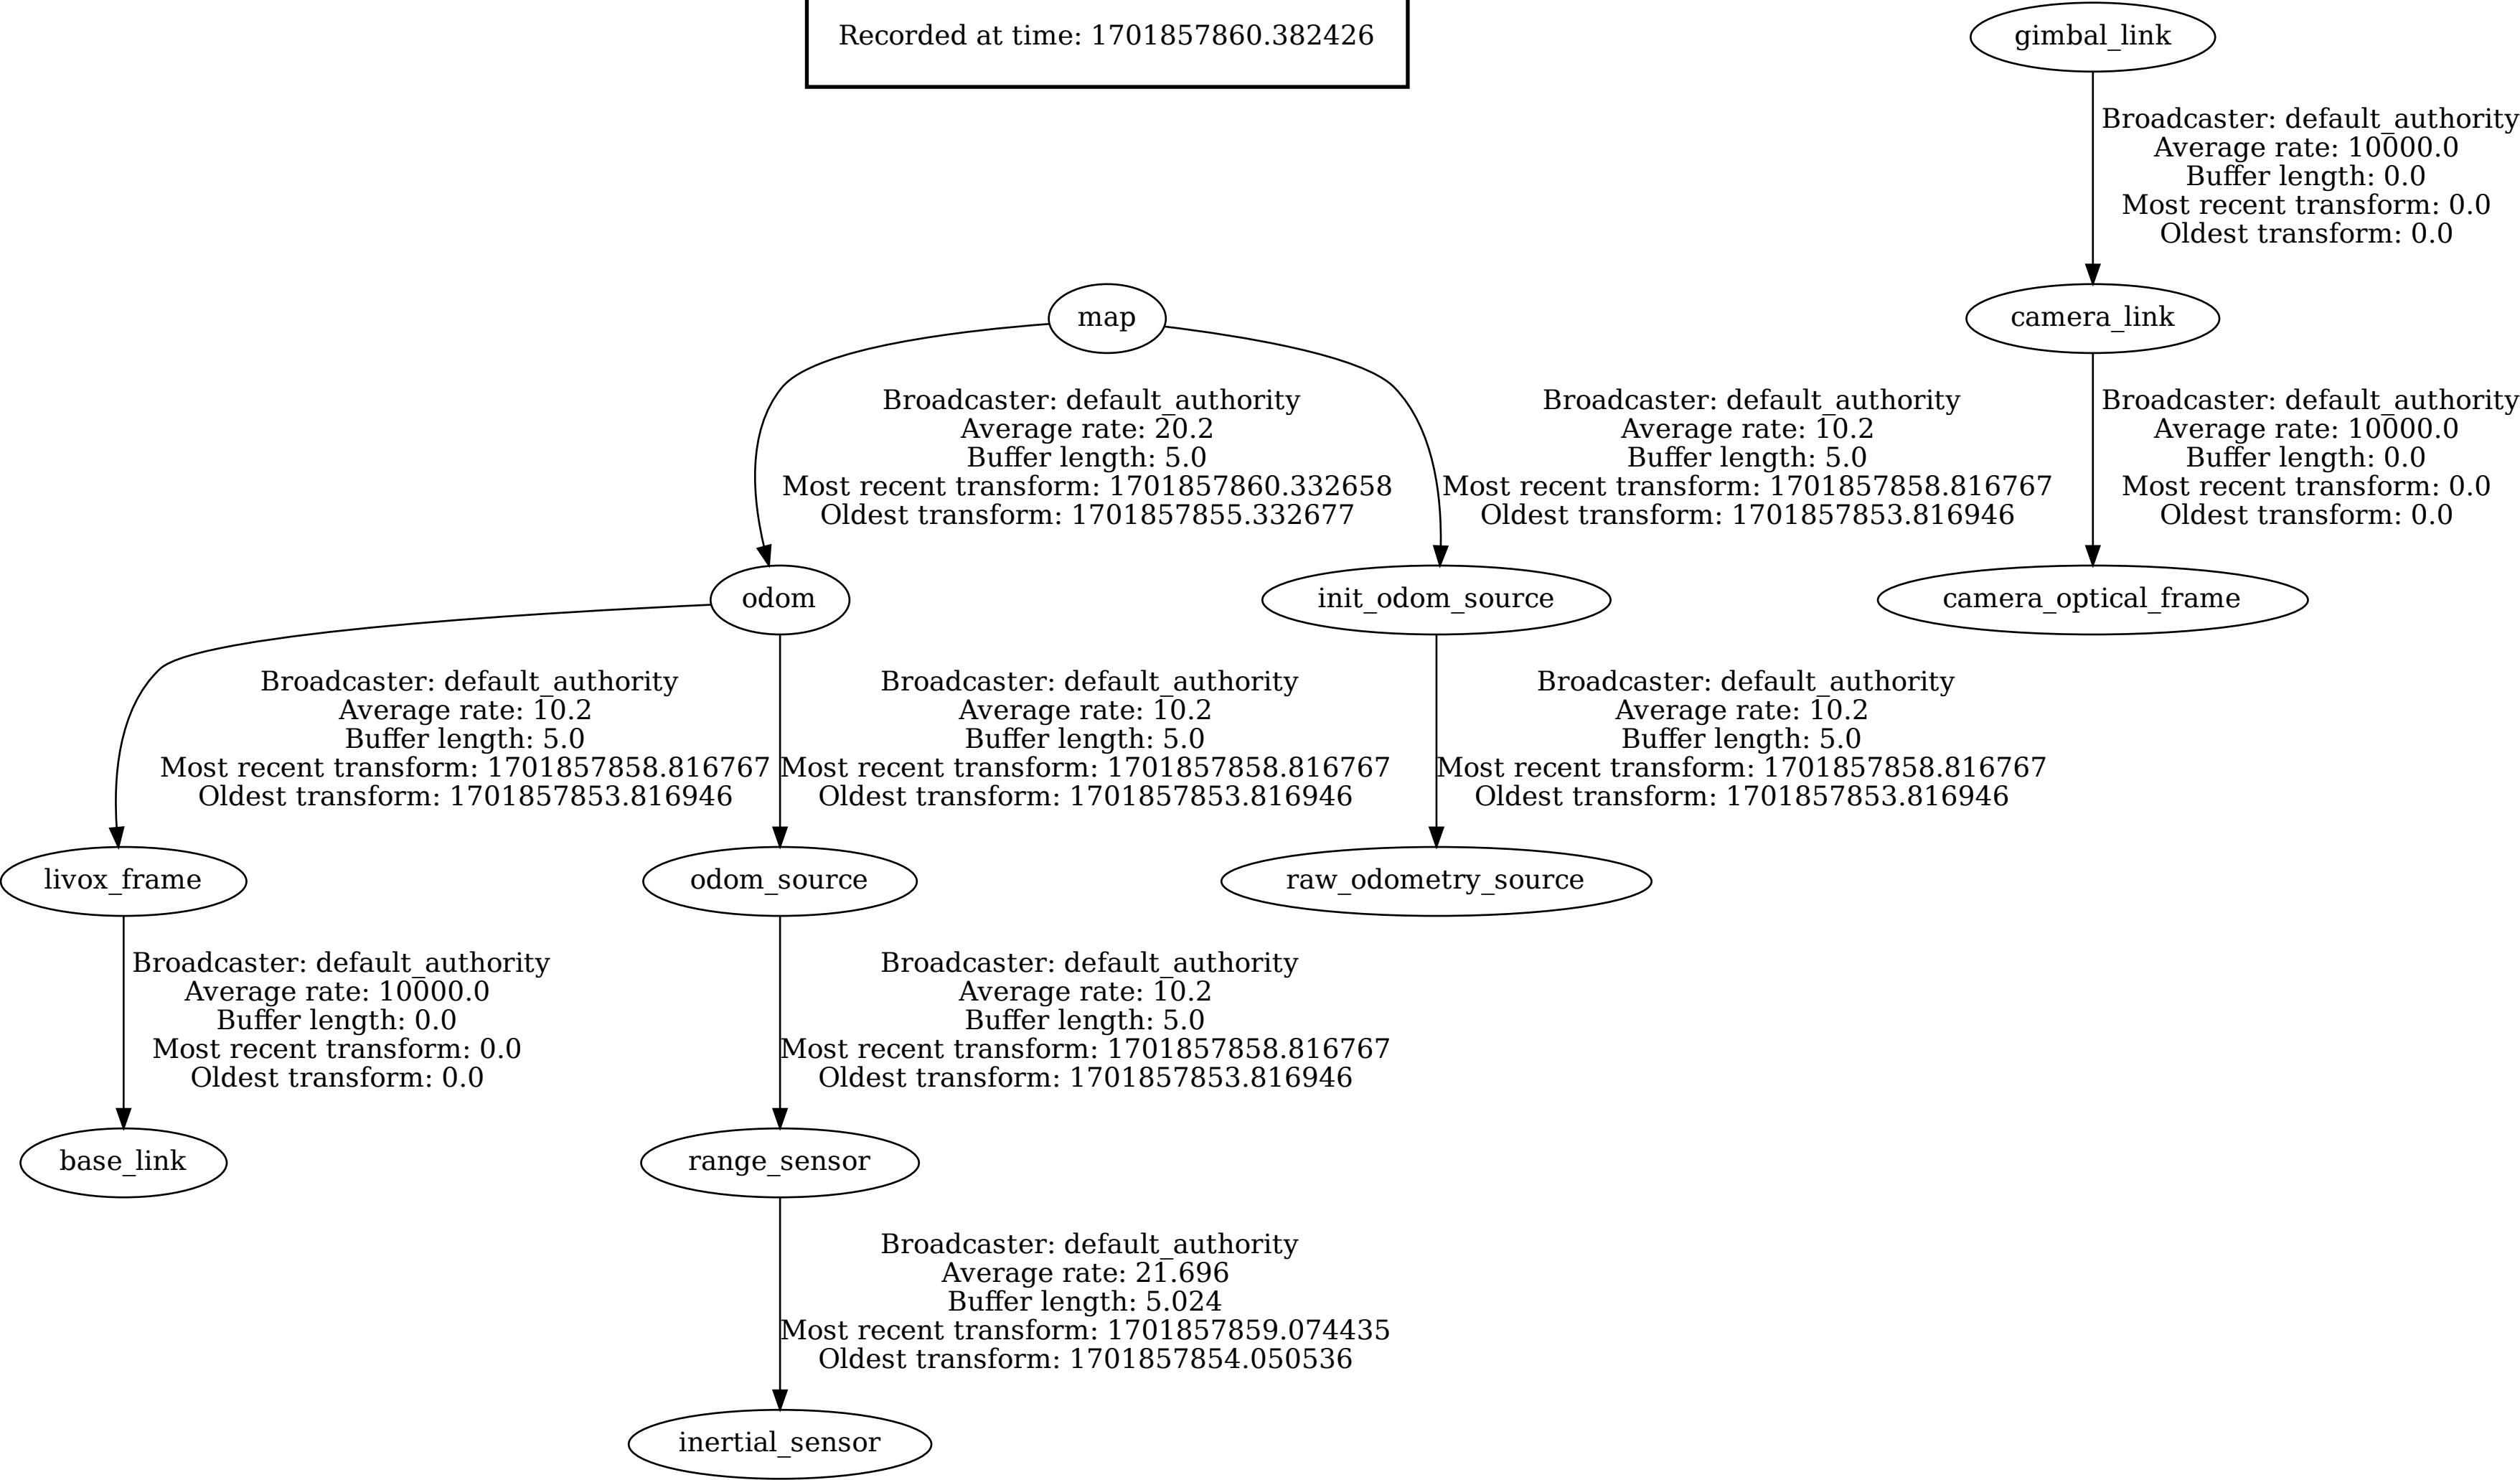 Recorded at time: 1701857860.382426
gimbal_link
Broadcaster: default_authority
Average rate: 10000.0
Buffer length: 0.0
Most recent transform: 0.0
Oldest transform: 0.0
map
camera_link
Broadcaster: default_authority
Average rate: 20.2
Buffer length: 5.0
Most recent transform: 1701857860.332658
Oldest transform: 1701857855.332677
Broadcaster: default_authority
Average rate: 10.2
Buffer length: 5.0
Most recent transform: 1701857858.816767
Oldest transform: 1701857853.816946
Broadcaster: default_authority
Average rate: 10000.0
Buffer length: 0.0
Most recent transform: 0.0
Oldest transform: 0.0
odom
init_odom_source
camera_optical_frame
Broadcaster: default_authority
Average rate: 10.2
Buffer length: 5.0
Most recent transform: 1701857858.816767
Oldest transform: 1701857853.816946
Broadcaster: default_authority
Average rate: 10.2
Buffer length: 5.0
Most recent transform: 1701857858.816767
Oldest transform: 1701857853.816946
Broadcaster: default_authority
Average rate: 10.2
Buffer length: 5.0
Most recent transform: 1701857858.816767
Oldest transform: 1701857853.816946
livox_frame
odom_source
raw_odometry_source
Broadcaster: default_authority
Average rate: 10000.0
Buffer length: 0.0
Most recent transform: 0.0
Oldest transform: 0.0
Broadcaster: default_authority
Average rate: 10.2
Buffer length: 5.0
Most recent transform: 1701857858.816767
Oldest transform: 1701857853.816946
base_link
range_sensor
Broadcaster: default_authority
Average rate: 21.696
Buffer length: 5.024
Most recent transform: 1701857859.074435
Oldest transform: 1701857854.050536
inertial_sensor